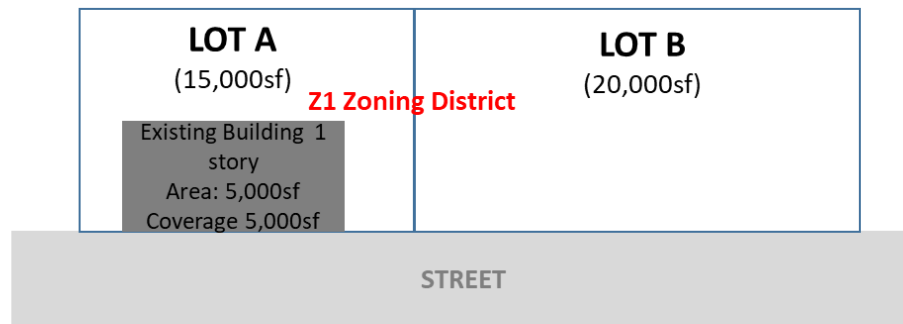 LOT A
(15,000sf)
LOT B
(20,000sf)
Z1 Zoning District
Existing Building 1
story
Area: 5,000sf
Coverage 5,000sf
STREET